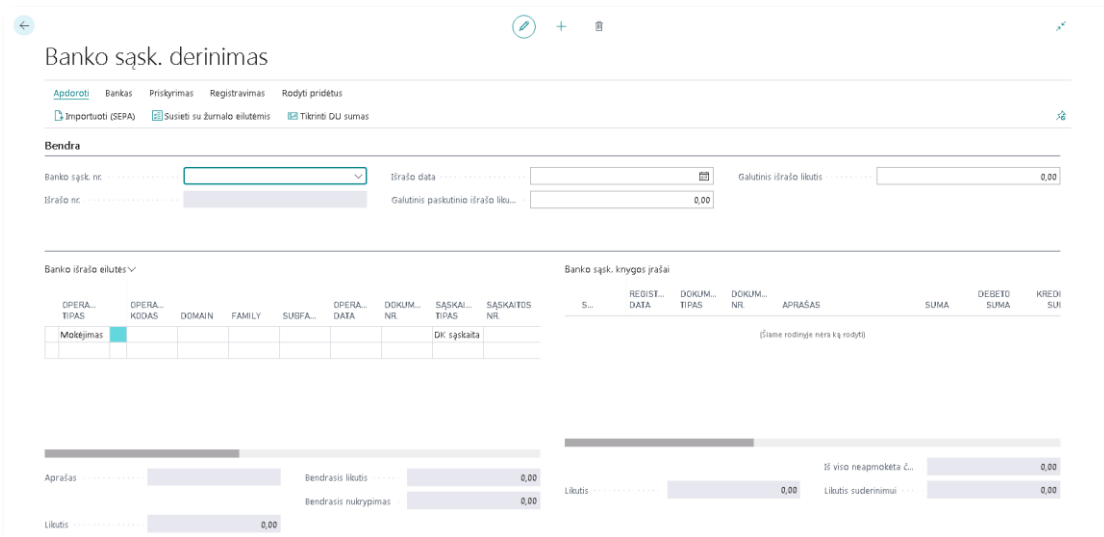 Banko sąsk. derinimas
Apdoroti Bankas Priskyrimas Registravimas Rodyti pridėtus
Importuoti (SEPA) Susieti su žurnalo eilutėmis Tikrinti DU sumas
Bendra
Banko sąsk. nr. Išrašo data Galutinis išrašo likutis 0,00
Išrašo nr. Galutinis paskutinio išrašo liku... 0,00
Banko išrašo eilutės Banko sąsk. knygos įrašai
OPERA... TIPAS OPERA... KODAS DOMAIN FAMILY SUBFA... OPERA... DATA DOKUM... NR. SĄSKAI... TIPAS SĄSKAITOS NR. S... REGIST... DATA DOKUM... TIPAS DOKUM... NR. APRAŠAS SUMA DEBETO SUMA KREDI SU
Mokėjimas DK sąskaita (Šiame rodinyje nėra ką rodyti)
Aprašas Bendrasis likutis 0,00 Iš viso neapmokėta č... 0,00
Bendrasis nukrypimas 0,00 Likutis 0,00 Likutis suderinimui 0,00
Likutis 0,00